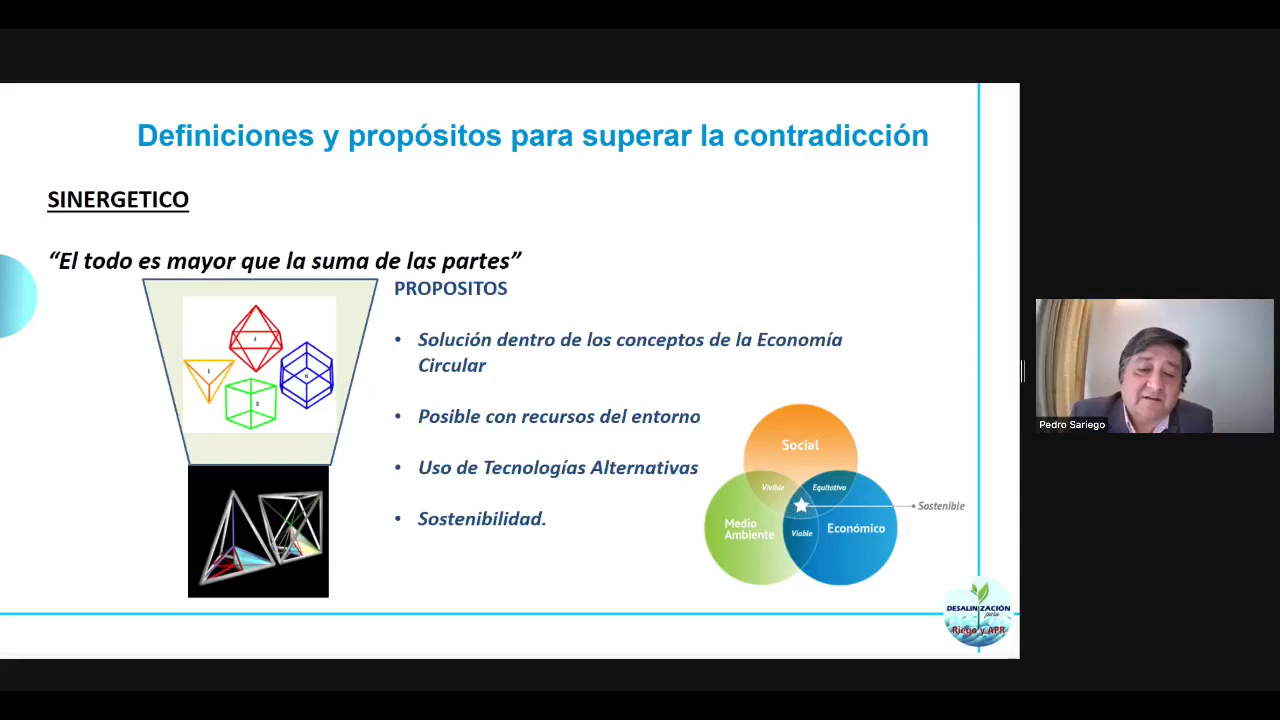 Definiciones y propósitos para superar la contradicción
SINERGETICO
“El todo es mayor que la suma de las partes”
PROPOSITOS
• Solución dentro de los conceptos de la Economía
Circular
• Posible con recursos del entorno
• Uso de Tecnologías Alternativas
• Sostenibilidad.
Social
Vivible
Equitativo
Sostenible
Medio
Ambiente
Viable
Económico
DESALINIZACIÓN
Riego y APR
Pedro Sariego